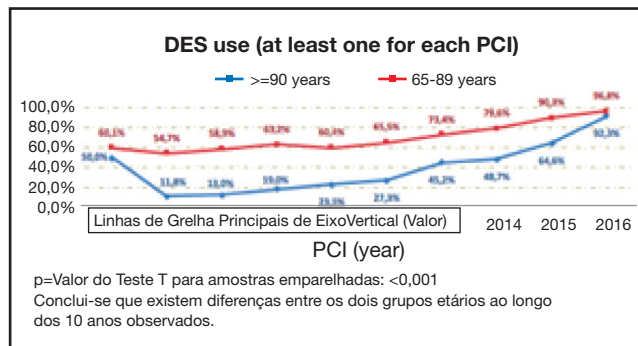 DES use (at least one for each PCI)
>=90 years 65-89 years
100,0%
80,0%
60,0%
40,0%
20,0%
0,0%
60,1% 54,7% 58,9% 63,2% 60,4% 65,5% 73,4% 79,6% 90,3% 96,8%
50,0% 11,8% 13,0% 19,0% 23,5% 27,3% 45,2% 48,7% 64,6% 92,3%
Linhas de Grelha Principais de EixoVertical (Valor) 2014 2015 2016
PCI (year)
p=Valor do Teste T para amostras emparelhadas: <0,001
Conclui-se que existem diferenças entre os dois grupos etários ao longo
dos 10 anos observados.